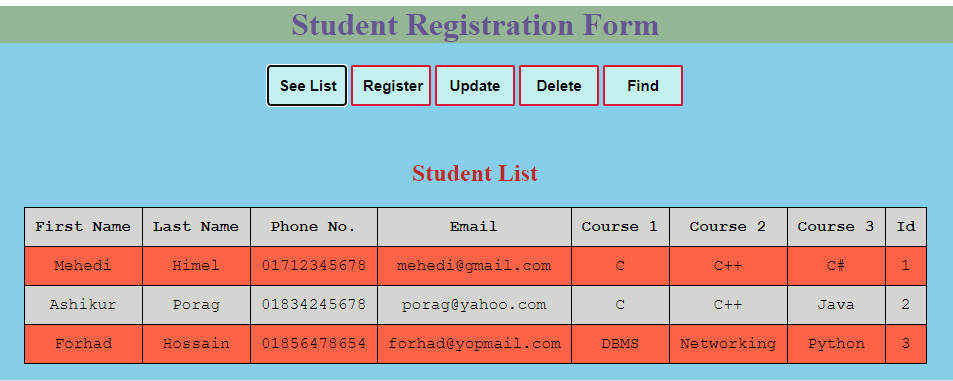 Student Registration Form
See List Register Update Delete Find
Student List
First Name Last Name Phone No. Email Course 1 Course 2 Course 3 Id
Mehedi Himel 01712345678 mehedi@gmail.com C C++ C# 1
Ashikur Porag 01834245678 porag@yahoo.com C C++ Java 2
Forhad Hossain 01856478654 forhad@yopmail.com DBMS Networking Python 3